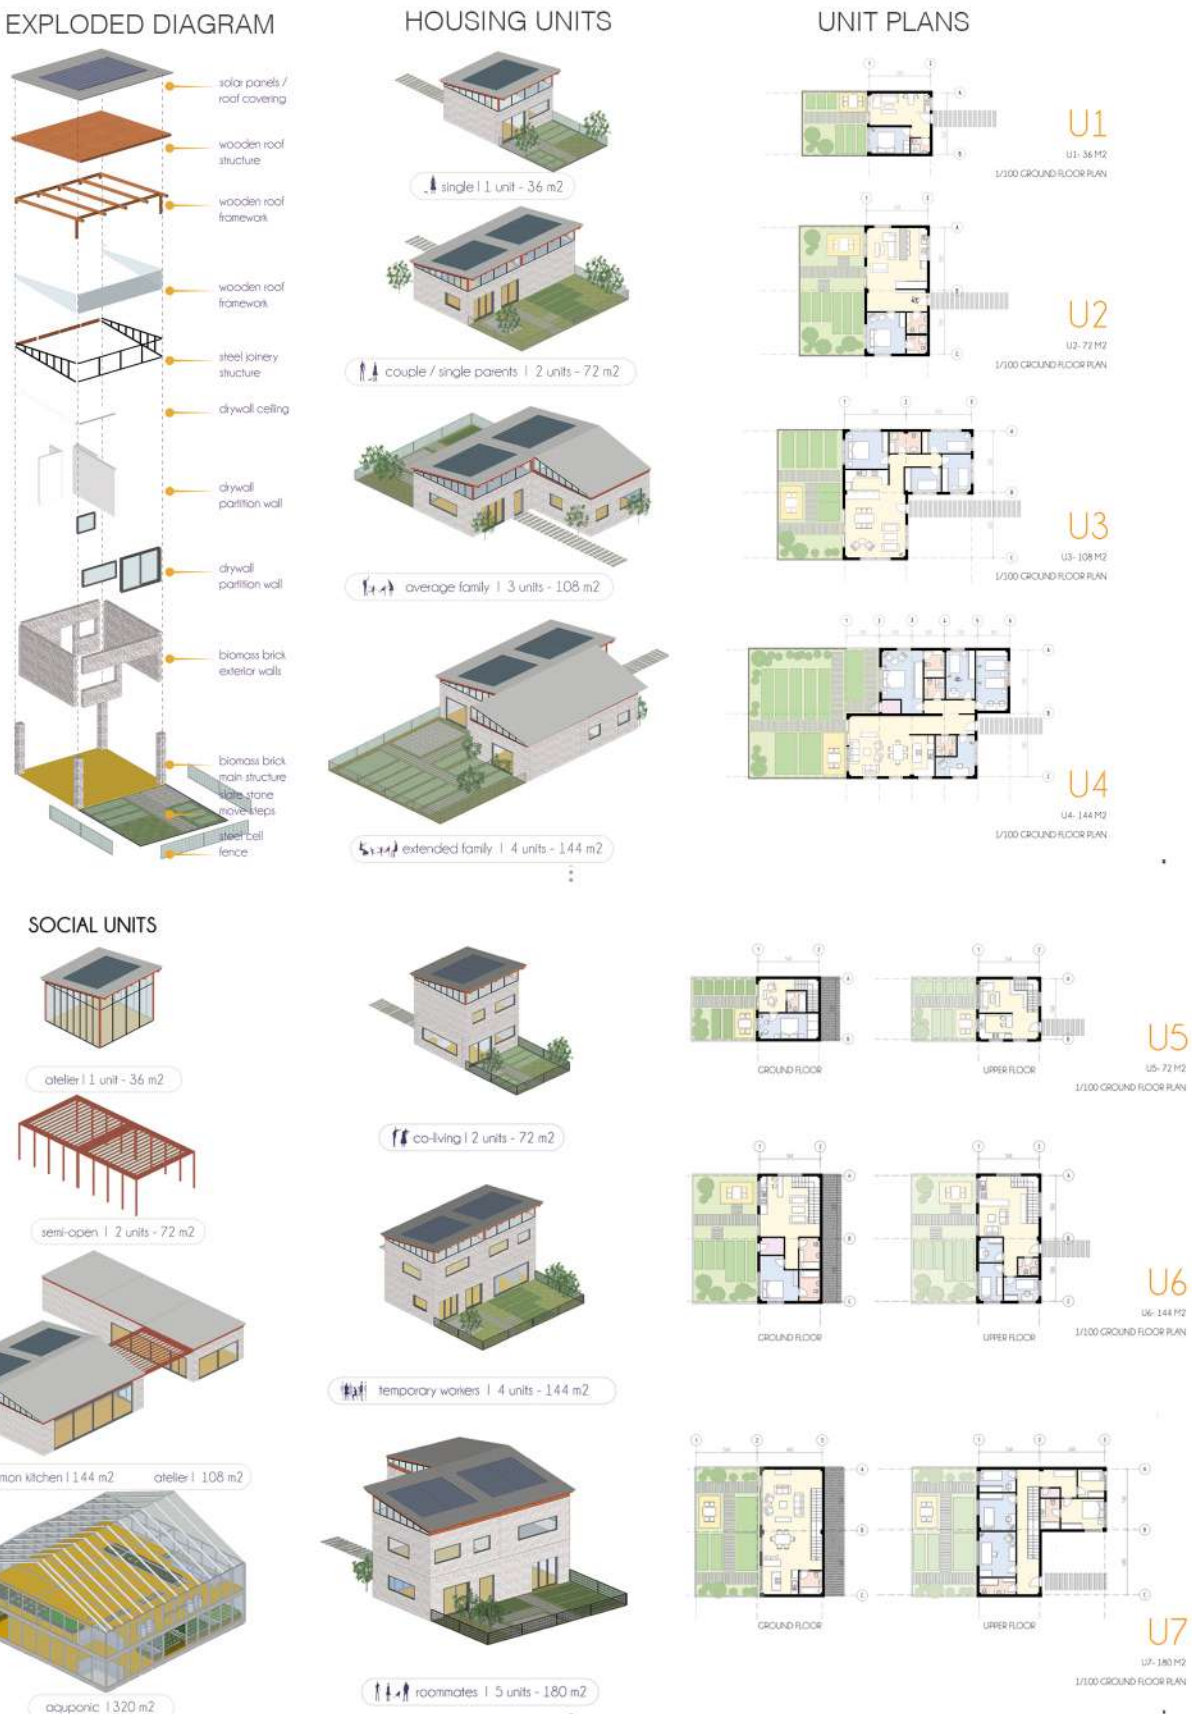 EXPLODED DIAGRAM
solar panels /
roof covering
wooden roof
structure
wooden roof
framework
wooden roof
framework
steel joinery
structure
drywall ceiling
drywall
partition wall
drywall
partition wall
biomass brick
exterior walls
biomass brick
main structure
slate stone
move steps
steel cell
fence
HOUSING UNITS
single | 1 unit - 36 m2
couple / single parents | 2 units - 72 m2
average family | 3 units - 108 m2
extended family | 4 units - 144 m2
UNIT PLANS
U1
U1- 36 M2
1/100 GROUND FLOOR PLAN
U2
U2- 72 M2
1/100 GROUND FLOOR PLAN
U3
U3- 108 M2
1/100 GROUND FLOOR PLAN
U4
U4- 144 M2
1/100 GROUND FLOOR PLAN
SOCIAL UNITS
atelier | 1 unit - 36 m2
semi-open | 2 units - 72 m2
mon kitchen | 144 m2
atelier | 108 m2
aquponic | 320 m2
co-living | 2 units - 72 m2
temporary workers | 4 units - 144 m2
roommates | 5 units - 180 m2
GROUND FLOOR
UPPER FLOOR
U5
U5- 72 M2
1/100 GROUND FLOOR PLAN
GROUND FLOOR
UPPER FLOOR
U6
U6- 144 M2
1/100 GROUND FLOOR PLAN
GROUND FLOOR
UPPER FLOOR
U7
U7- 180 M2
1/100 GROUND FLOOR PLAN